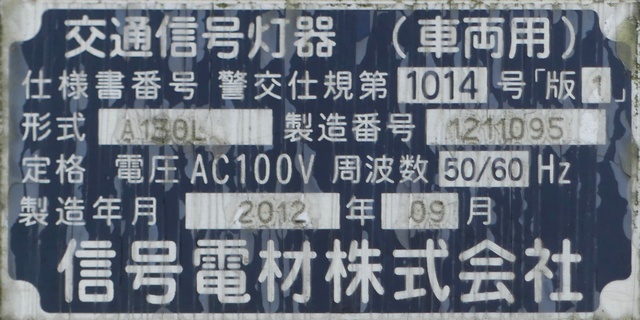 交通信号灯器 (車両用)
仕様書番号 警交仕規第 1014 号「版 1」
形式 A130L 製造番号 1211095
定格 電圧 AC100V 周波数 50/60 Hz
製造年月 2012 年 09 月
信号電材株式会社